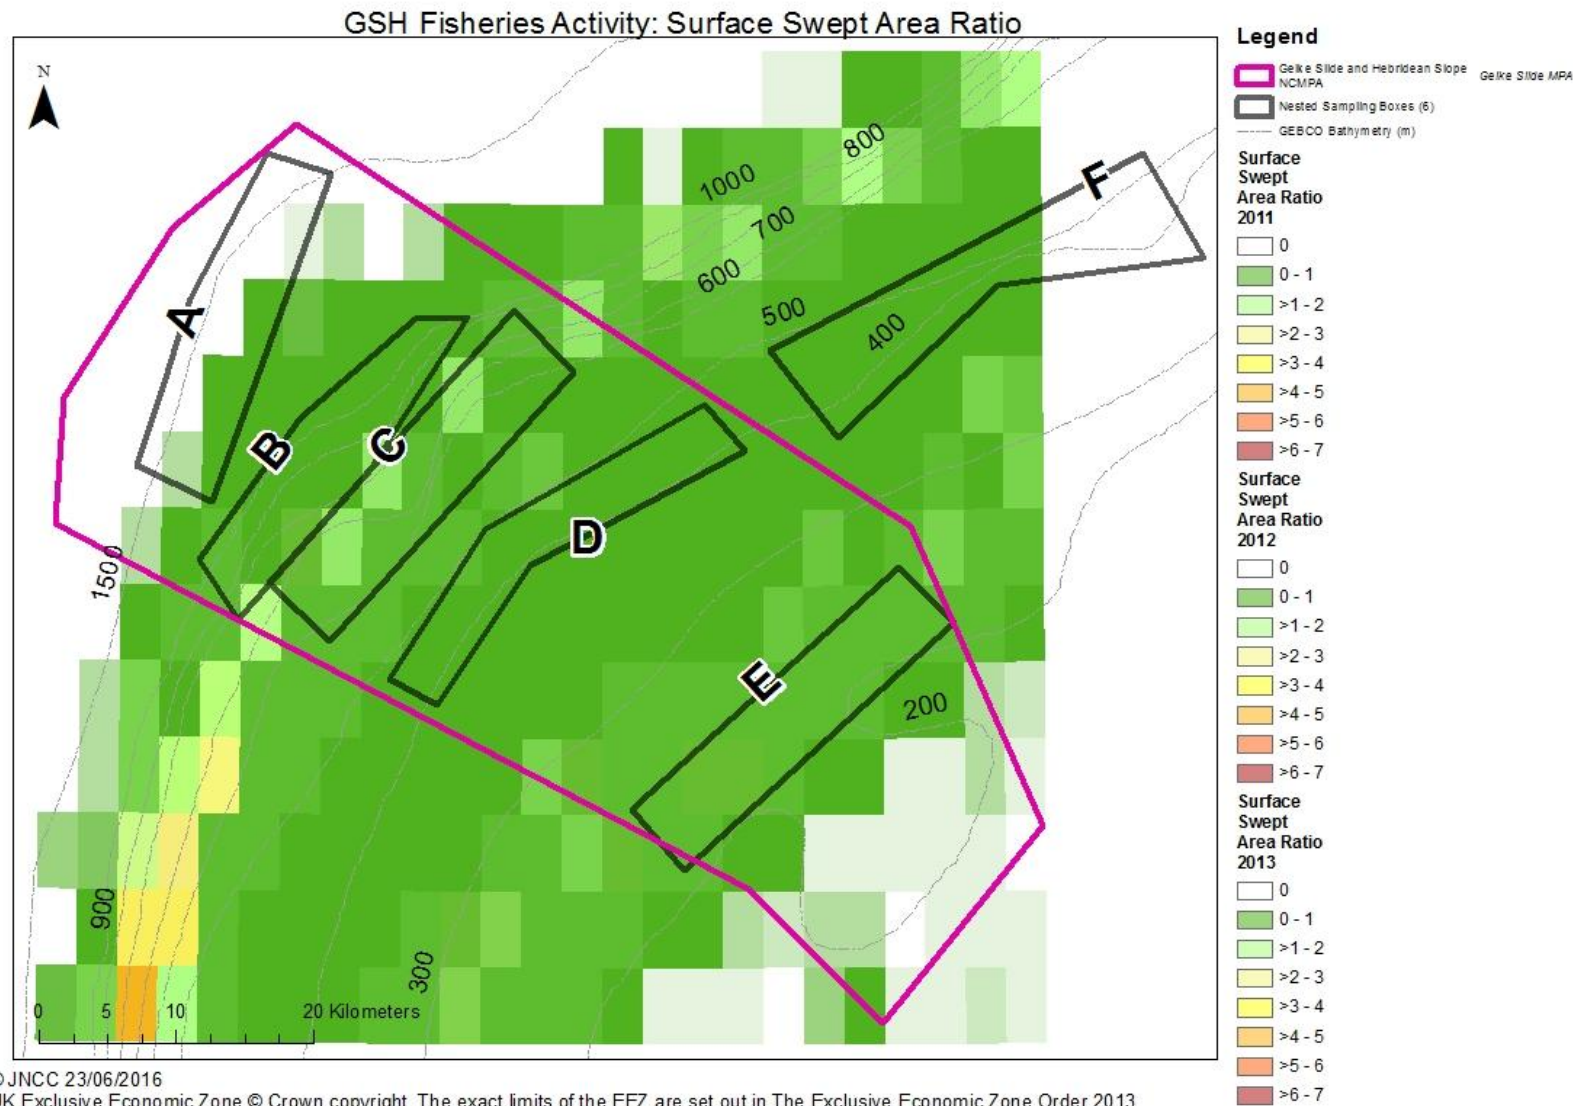 GSH Fisheries Activity: Surface Swept Area Ratio
N
A
B
C
D
E
F
1000
800
700
600
500
400
200
1500
900
300
0 5 10 20 Kilometers
Legend
Geike Slide and Hebridean Slope
NCMPA
Geike Slide MPA
Nested Sampling Boxes (6)
GEBCO Bathymetry (m)
Surface
Swept
Area Ratio
2011
0
0 - 1
>1 - 2
>2 - 3
>3 - 4
>4 - 5
>5 - 6
>6 - 7
Surface
Swept
Area Ratio
2012
0
0 - 1
>1 - 2
>2 - 3
>3 - 4
>4 - 5
>5 - 6
>6 - 7
Surface
Swept
Area Ratio
2013
0
0 - 1
>1 - 2
>2 - 3
>3 - 4
>4 - 5
>5 - 6
>6 - 7
© JNCC 23/06/2016
UK Exclusive Economic Zone © Crown copyright. The exact limits of the EEZ are set out in The Exclusive Economic Zone Order 2013